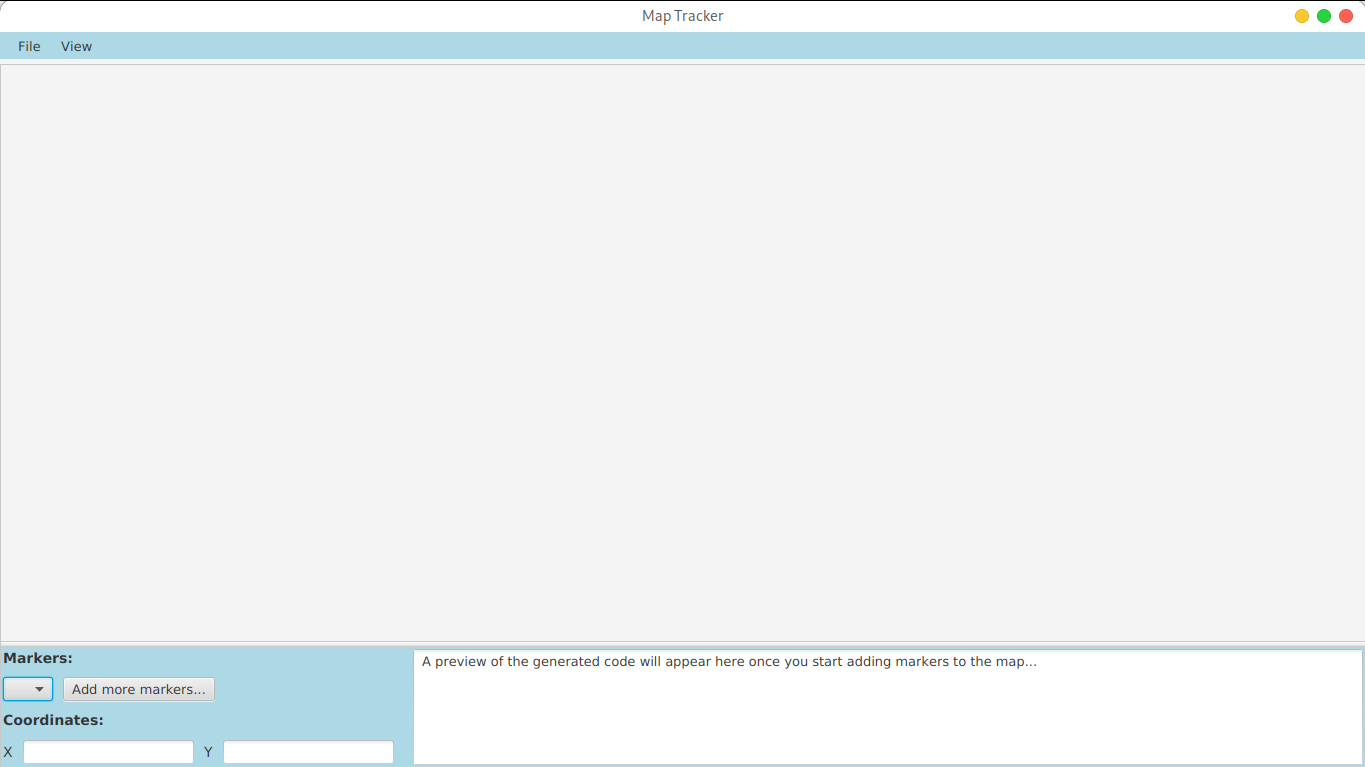 Map Tracker
File View
Markers:
Add more markers...
Coordinates:
X Y
A preview of the generated code will appear here once you start adding markers to the map...